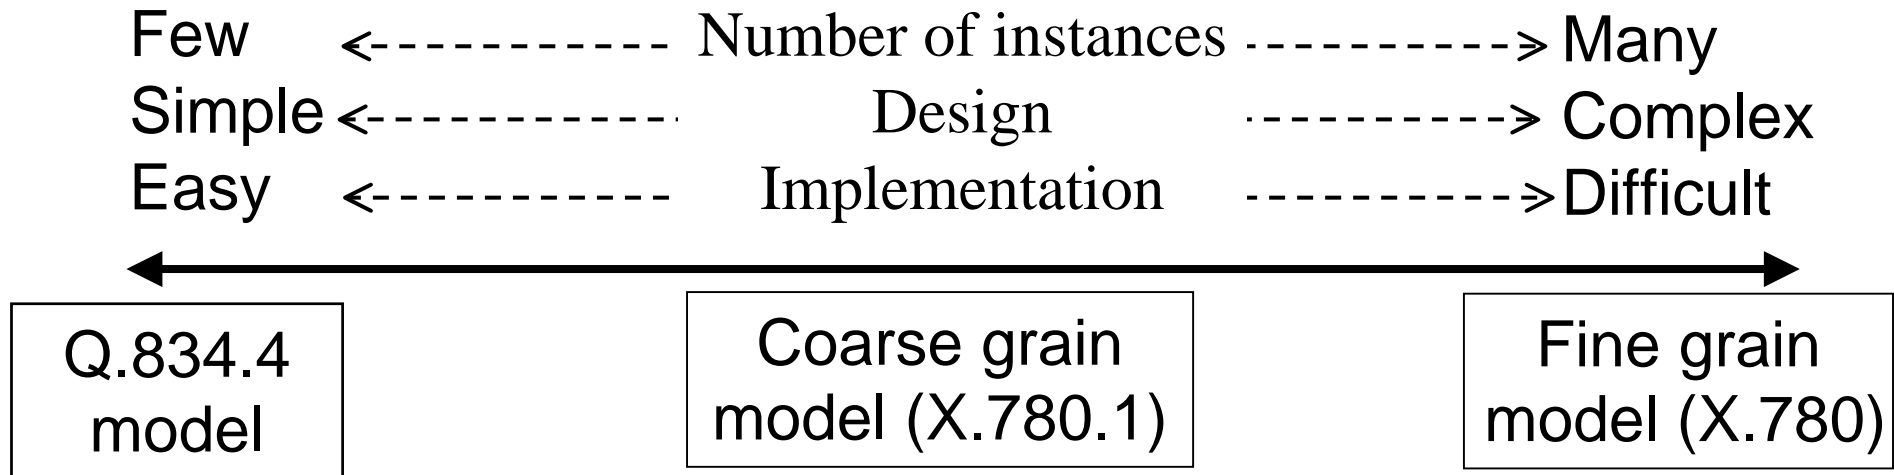 Few Number of instances Many
Simple Design Complex
Easy Implementation Difficult
Q.834.4
model
Coarse grain
model (X.780.1)
Fine grain
model (X.780)